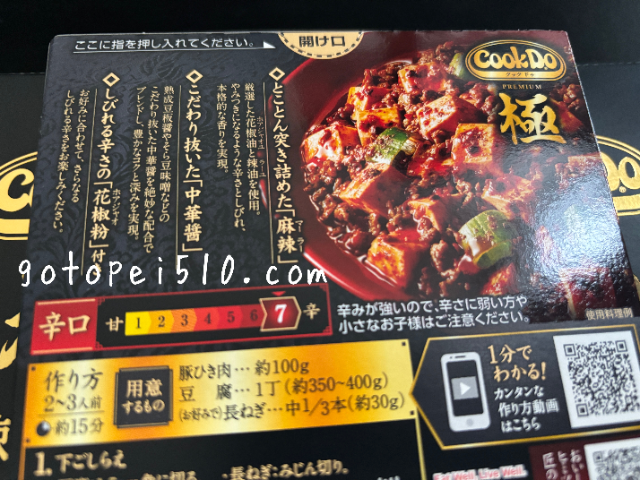 ここに指を押し入れてください。
開け口
CookDo
クックドゥ
PREMIUM
極
◇とことん突き詰めた「麻辣」
マーラー
ホアジャオユ ラーユ
厳選した花椒油と辣油を使用。
やみつきになるような辛さとしびれ、
本格的な香りを実現。
◇こだわり抜いた「中華醤」
熟成豆板醤やそら豆味噌などの
こだわり抜いた中華醤を絶妙な配合で
ブレンドし、豊かなコクと深みを実現。
◇しびれる辛さの「花椒粉」付
ホアジャオ
お好みに合わせて、さらなる
しびれる辛さをお楽しみください。
gotopei510.com
辛口
甘 1 2 3 4 5 6 7 辛
辛みが強いので、辛さに弱い方や
小さなお子様はご注意ください。
使用料理例
作り方
2~3人前
約15分
用意
するもの
豚ひき肉…約100g
豆 腐…1丁(約350~400g)
(お好みで)長ねぎ…中1/3本(約30g)
1分で
わかる!
カンタンな
作り方動画
はこちら
1.下ごしらえ
長ねぎ:みじん切り。